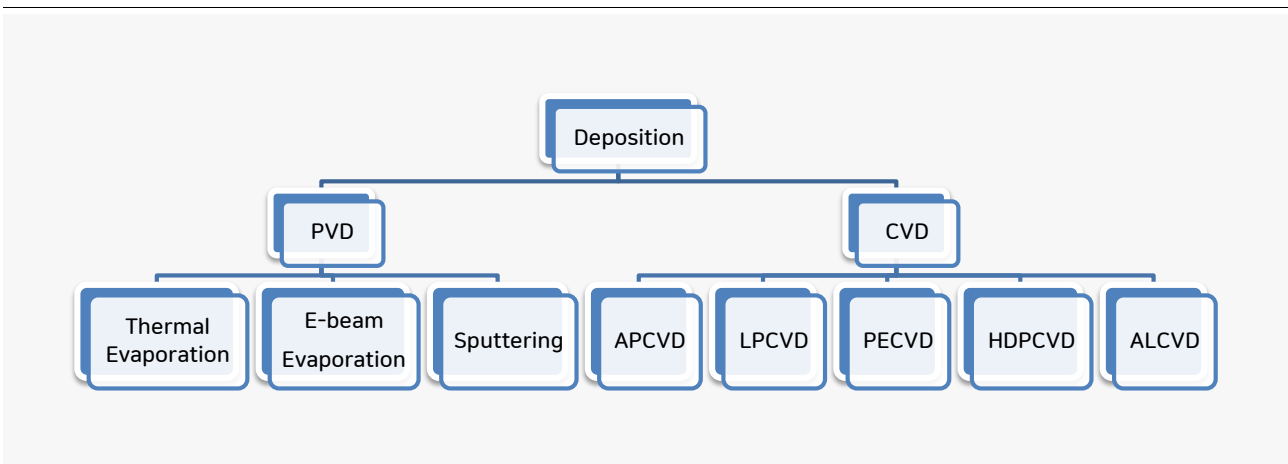 Deposition
PVD
CVD
Thermal
Evaporation
E-beam
Evaporation
Sputtering
APCVD
LPCVD
PECVD
HDPCVD
ALCVD